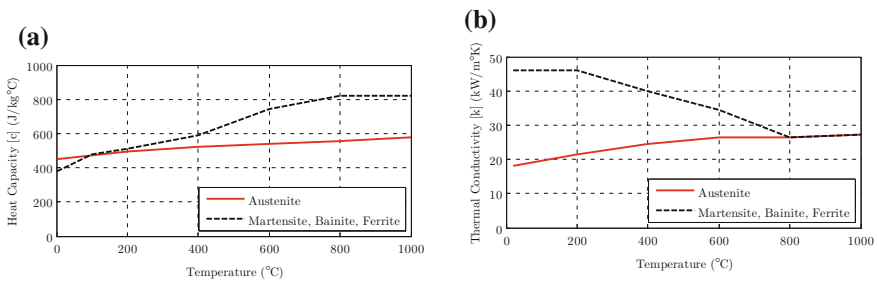 (a)
Heat Capacity [c] (J/kg°C)
1000
800
600
400
200
0
0 200 400 600 800 1000
Temperature (°C)
Austenite
Martensite, Bainite, Ferrite
(b)
Thermal Conductivity [k] (kW/m°K)
50
40
30
20
10
0
0 200 400 600 800 1000
Temperature (°C)
Austenite
Martensite, Bainite, Ferrite